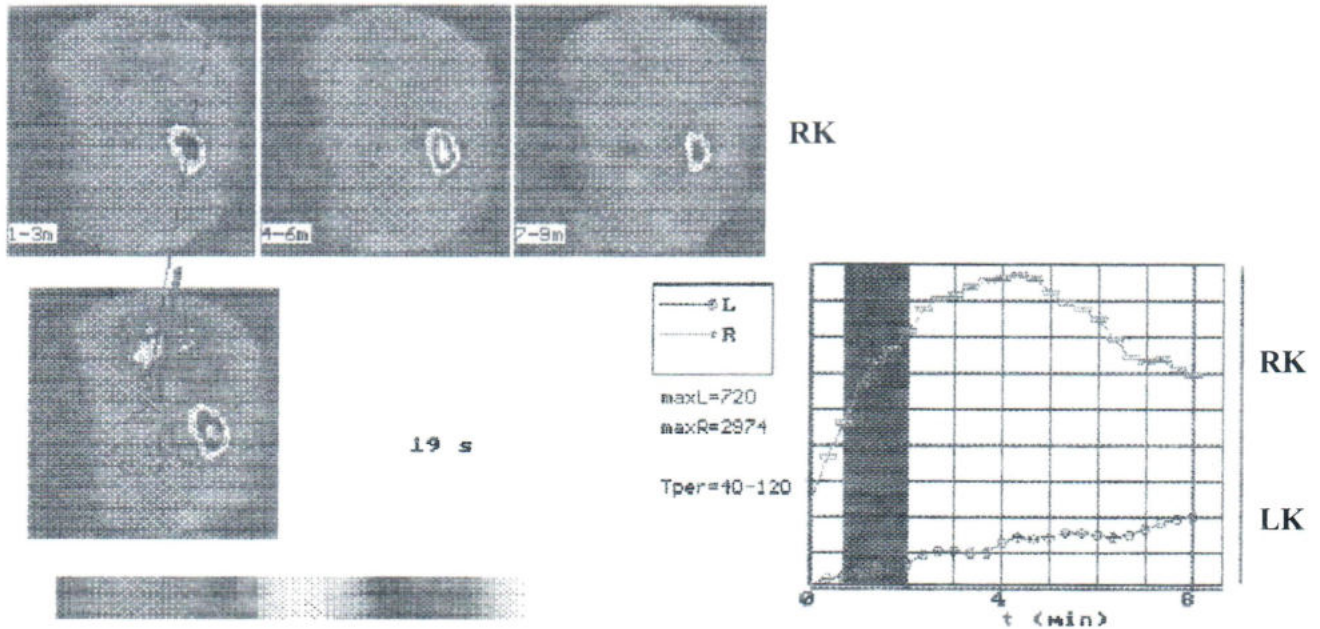 1-3m
4-6m
7-9m
RK
19 s
L
R
maxL=720
maxR=2974
Tper=40-120
RK
LK
0
4
8
t (min)